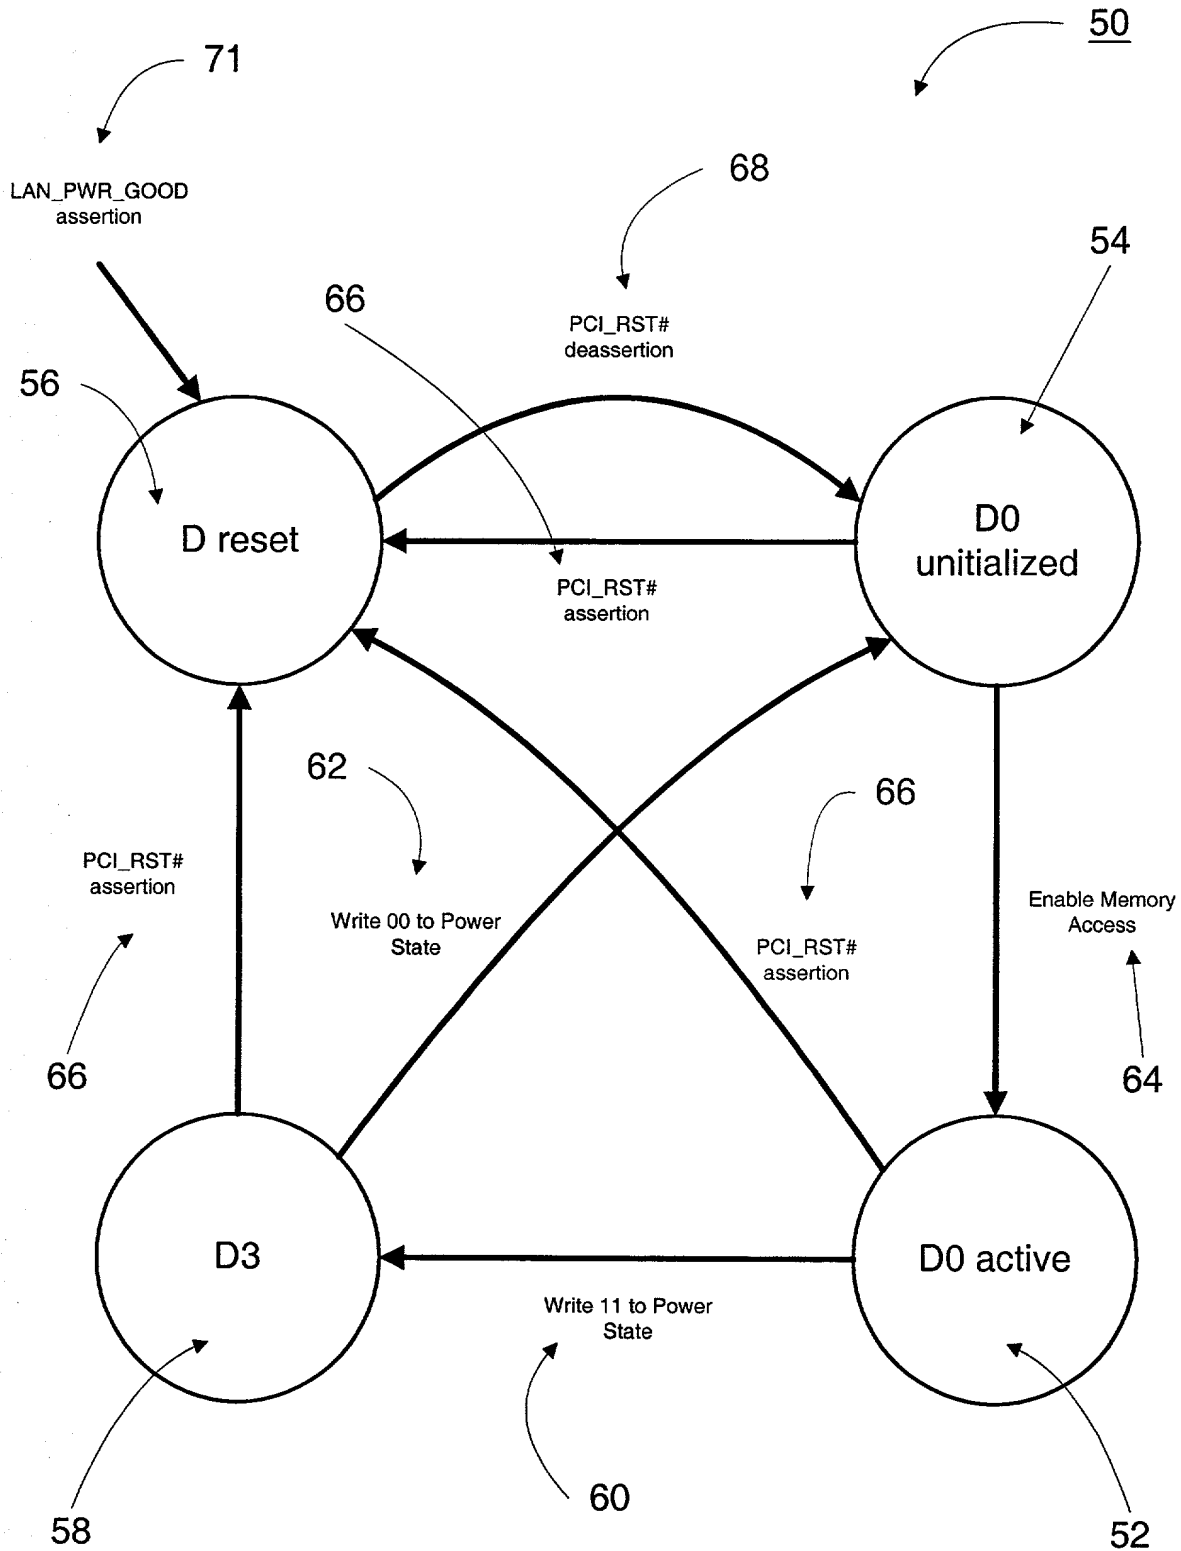 50
71
LAN_PWR_GOOD
assertion
68
54
66
PCI_RST#
deassertion
56
D reset
D0
unitialized
PCI_RST#
assertion
62
66
PCI_RST#
assertion
Write 00 to Power
State
PCI_RST#
assertion
Enable Memory
Access
66
64
D3
D0 active
Write 11 to Power
State
60
58
52